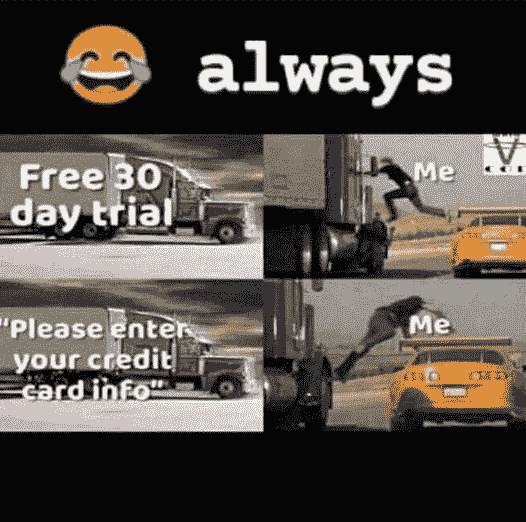 always
Free 30
day trial
Me
"Please enter
your credit
card info"
Me